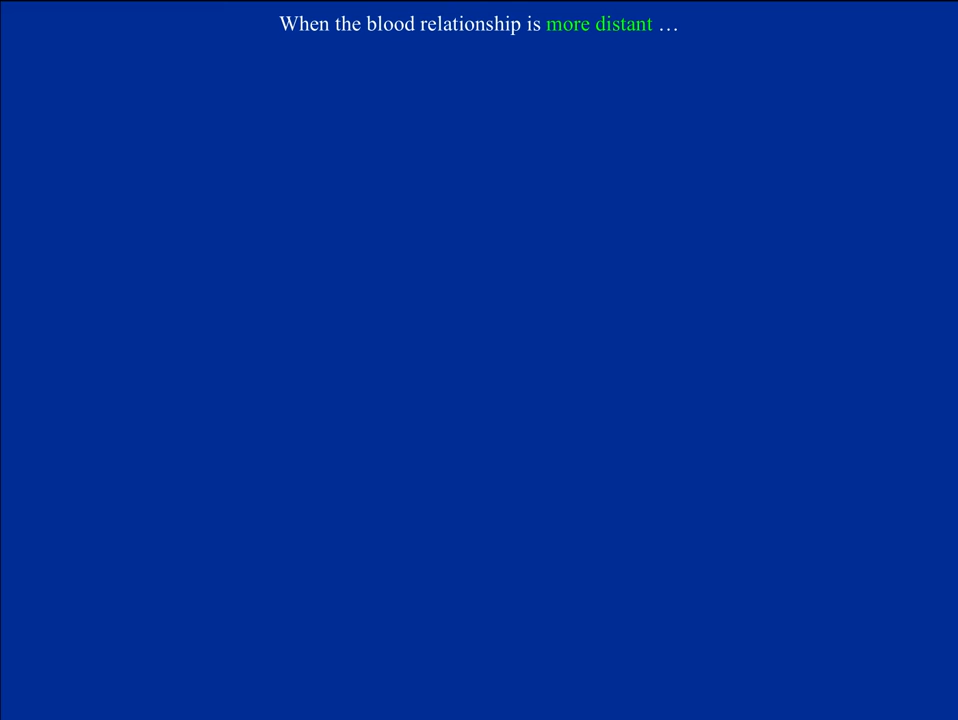 When the blood relationship is more distant …